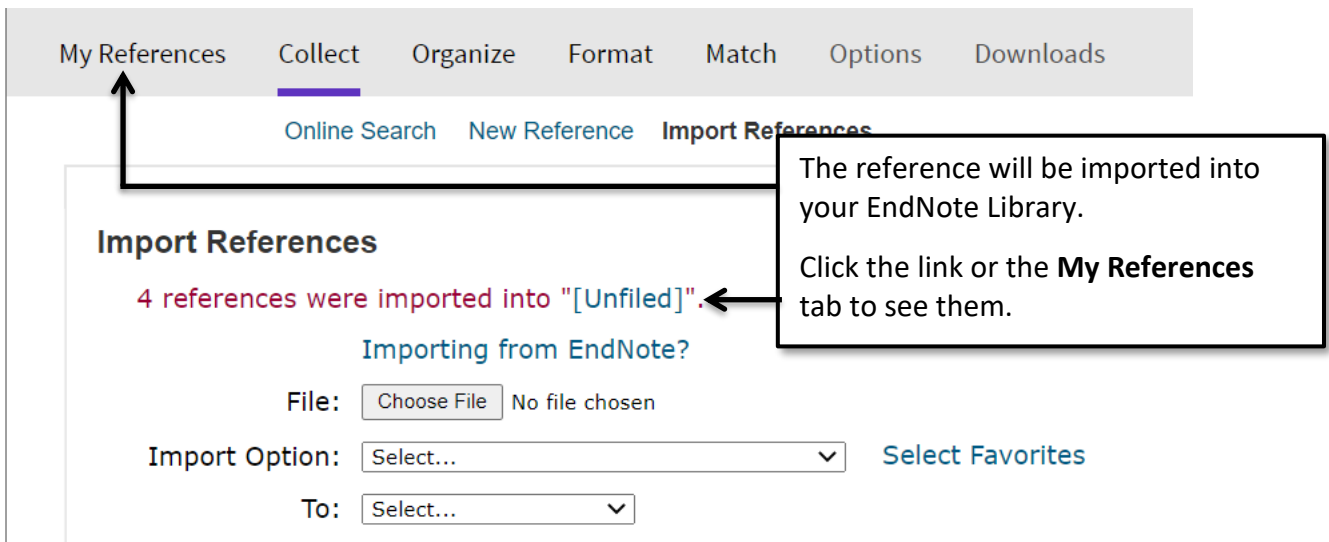 My References Collect Organize Format Match Options Downloads
Online Search New Reference Import References
The reference will be imported into
your EndNote Library.
Click the link or the My References
tab to see them.
Import References
4 references were imported into "[Unfiled]".
Importing from EndNote?
File: Choose File No file chosen
Import Option: Select... Select Favorites
To: Select...